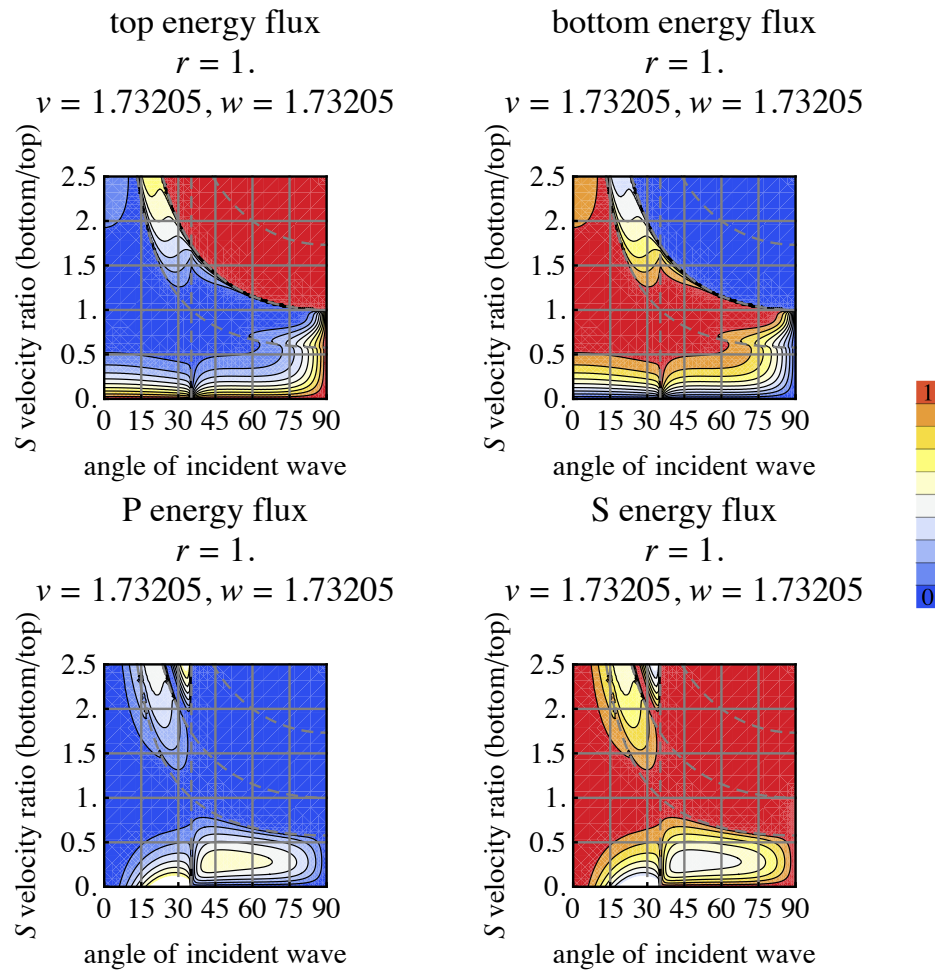 top energy flux
r = 1.
v = 1.73205, w = 1.73205
S velocity ratio (bottom/top)
2.5
2.
1.5
1.
0.5
0.
0 15 30 45 60 75 90
angle of incident wave
bottom energy flux
r = 1.
v = 1.73205, w = 1.73205
S velocity ratio (bottom/top)
2.5
2.
1.5
1.
0.5
0.
0 15 30 45 60 75 90
angle of incident wave
1
0
P energy flux
r = 1.
v = 1.73205, w = 1.73205
S velocity ratio (bottom/top)
2.5
2.
1.5
1.
0.5
0.
0 15 30 45 60 75 90
angle of incident wave
S energy flux
r = 1.
v = 1.73205, w = 1.73205
S velocity ratio (bottom/top)
2.5
2.
1.5
1.
0.5
0.
0 15 30 45 60 75 90
angle of incident wave